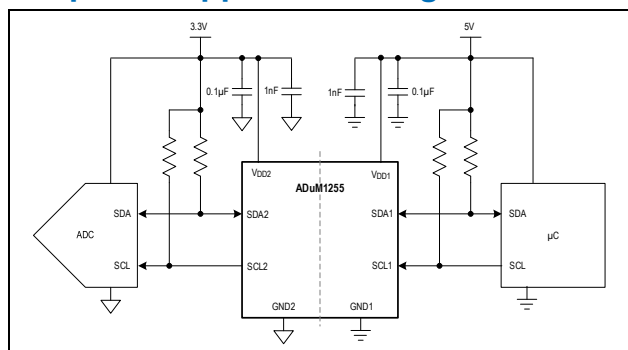 3.3V
5V
0.1µF
1nF
1nF
0.1µF
VDD2
VDD1
ADuM1255
SDA
SDA2
SDA1
SDA
ADC
µC
SCL
SCL2
SCL1
SCL
GND2
GND1